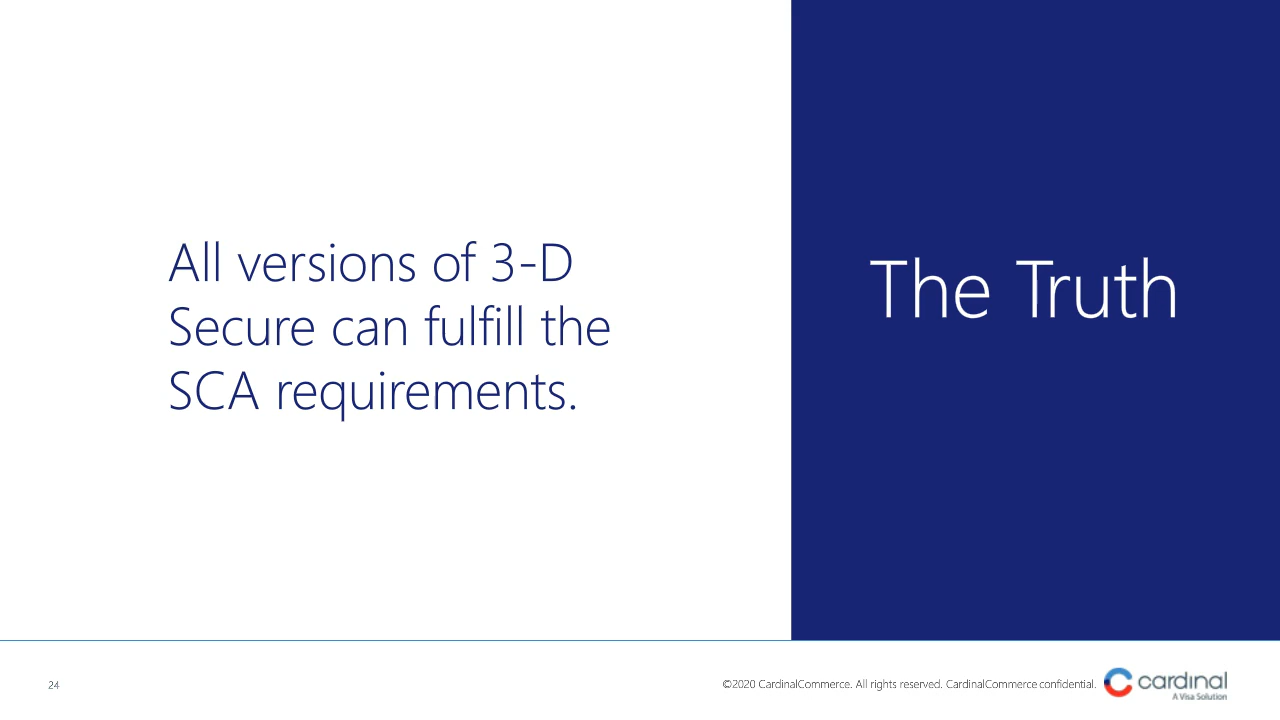 All versions of 3-D
Secure can fulfill the
SCA requirements.
The Truth
24
©2020 CardinalCommerce. All rights reserved. CardinalCommerce confidential.
cardinal
A Visa Solution